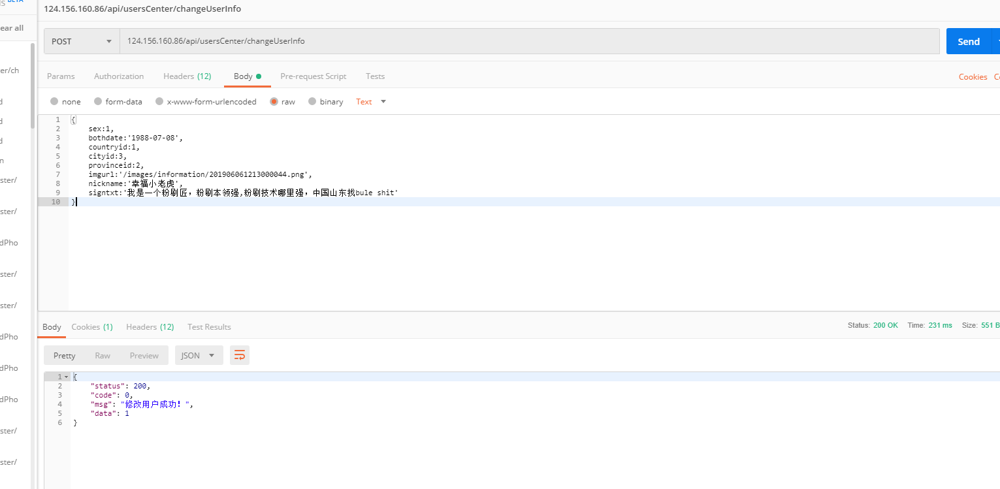 BETA
124.156.160.86/api/usersCenter/changeUserInfo
ear all
POST 124.156.160.86/api/usersCenter/changeUserInfo Send
er/ch
Params Authorization Headers (12) Body Pre-request Script Tests Cookies
none form-data x-www-form-urlencoded raw binary Text
1 {
2 sex:1,
3 bothdate:'1988-07-08',
4 countryid:1,
5 cityid:3,
6 provinceid:2,
7 imgurl:'/images/information/201906061213000044.png',
8 nickname:'幸福小老虎',
9 signtxt:'我是一个粉刷匠，粉刷本领强,粉刷技术哪里强，中国山东找bule shit'
10 }
d
d
d
n
ster/
ster/
dPho
ster/
ster/
dPho
dPho
dPho
ster/
ster/
Body Cookies (1) Headers (12) Test Results Status: 200 OK Time: 231 ms Size: 551 B
Pretty Raw Preview JSON
1 {
2 "status": 200,
3 "code": 0,
4 "msg": "修改用户成功！",
5 "data": 1
6 }